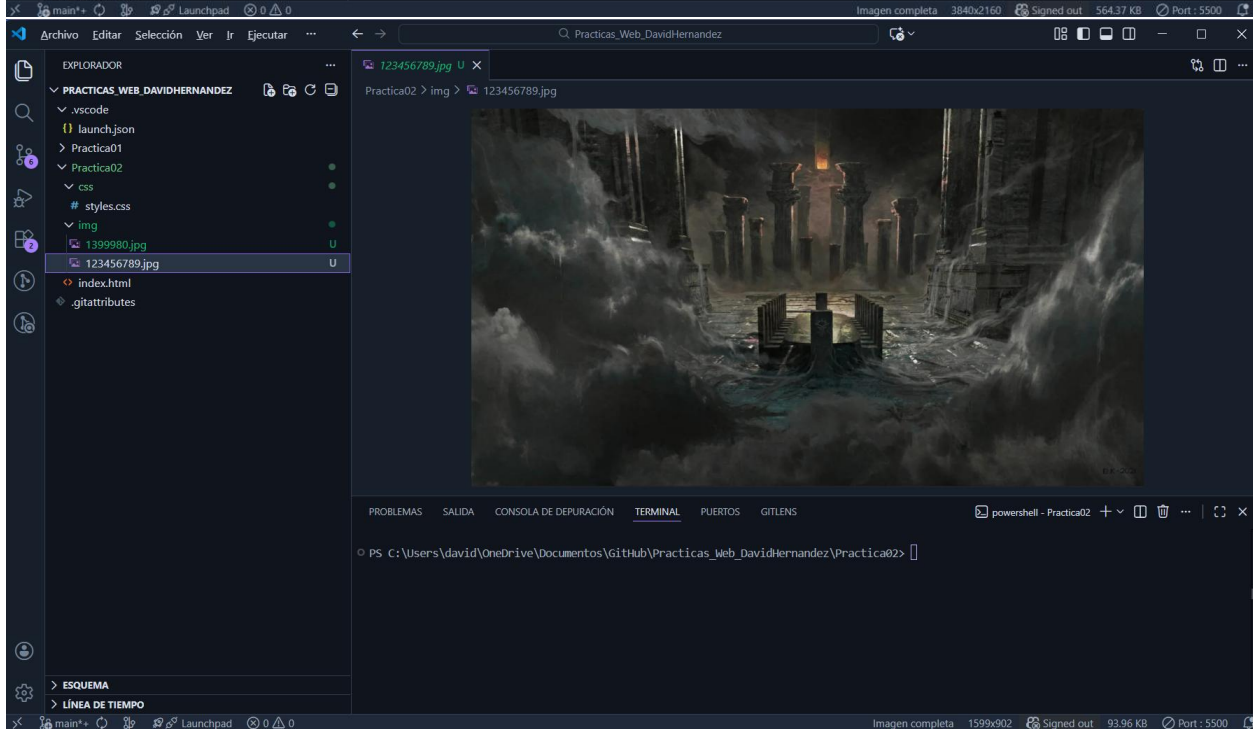 main*+ Launchpad 0 0 Imagen completa 3840x2160 Signed out 564.37 KB Port : 5500
Archivo Editar Selección Ver Ir Ejecutar ··· Practicas_Web_DavidHernandez
EXPLORADOR
123456789.jpg U
PRACTICAS_WEB_DAVIDHERNANDEZ
Practica02 > img > 123456789.jpg
.vscode
{} launch.json
Practica01
Practica02
css
# styles.css
img
1399980.jpg U
123456789.jpg U
<> index.html
.gitattributes
6
2
PROBLEMAS SALIDA CONSOLA DE DEPURACIÓN TERMINAL PUERTOS GITLENS powershell - Practica02
PS C:\Users\david\OneDrive\Documentos\GitHub\Practicas_Web_DavidHernandez\Practica02>
ESQUEMA
LÍNEA DE TIEMPO
main*+ Launchpad 0 0 Imagen completa 1599x902 Signed out 93.96 KB Port : 5500